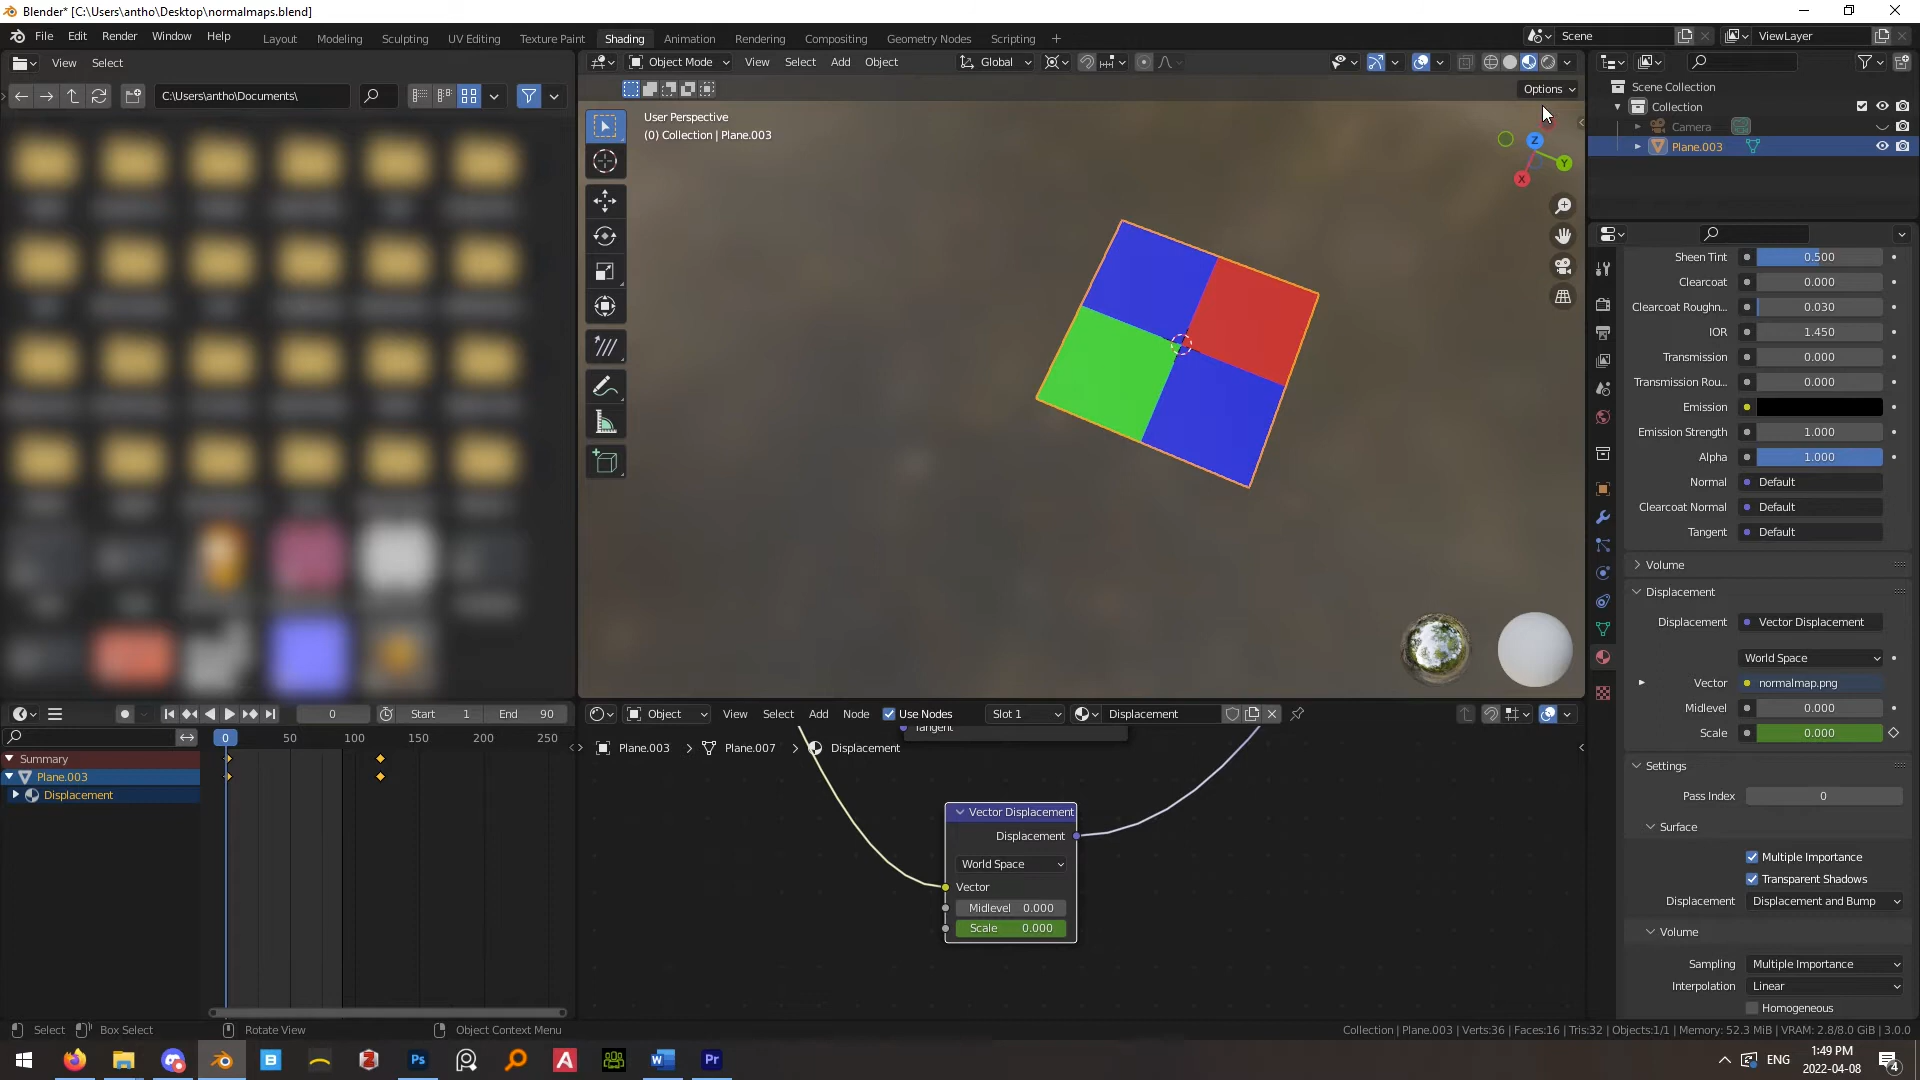 Blender* [C:\Users\antho\Desktop\normalmaps.blend]
File Edit Render Window Help
Layout Modeling Sculpting UV Editing Texture Paint Shading Animation Rendering Compositing Geometry Nodes Scripting +
Scene
ViewLayer
View Select
Object Mode View Select Add Object
Global
C:\Users\antho\Documents\
Options
User Perspective
(0) Collection | Plane.003
Z
Y
X
Scene Collection
Collection
Camera
Plane.003
Sheen Tint 0.500
Clearcoat 0.000
Clearcoat Roughn... 0.030
IOR 1.450
Transmission 0.000
Transmission Rou... 0.000
Emission
Emission Strength 1.000
Alpha 1.000
Normal Default
Clearcoat Normal Default
Tangent Default
Volume
Displacement
Displacement Vector Displacement
World Space
Vector normalmap.png
Midlevel 0.000
Scale 0.000
Settings
Pass Index 0
Surface
Multiple Importance
Transparent Shadows
Displacement Displacement and Bump
Volume
Sampling Multiple Importance
Interpolation Linear
Homogeneous
0 Start 1 End 90
0 50 100 150 200 250
Summary
Plane.003
Displacement
Object View Select Add Node Use Nodes Slot 1 Displacement
Tangent
Plane.003 > Plane.007 > Displacement
Vector Displacement
Displacement
World Space
Vector
Midlevel 0.000
Scale 0.000
Select Box Select Rotate View Object Context Menu
Collection | Plane.003 | Verts:36 | Faces:16 | Tris:32 | Objects:1/1 | Memory: 52.3 MiB | VRAM: 2.8/8.0 GiB | 3.0.0
Ps
Pr
ENG
1:49 PM
2022-04-08
4